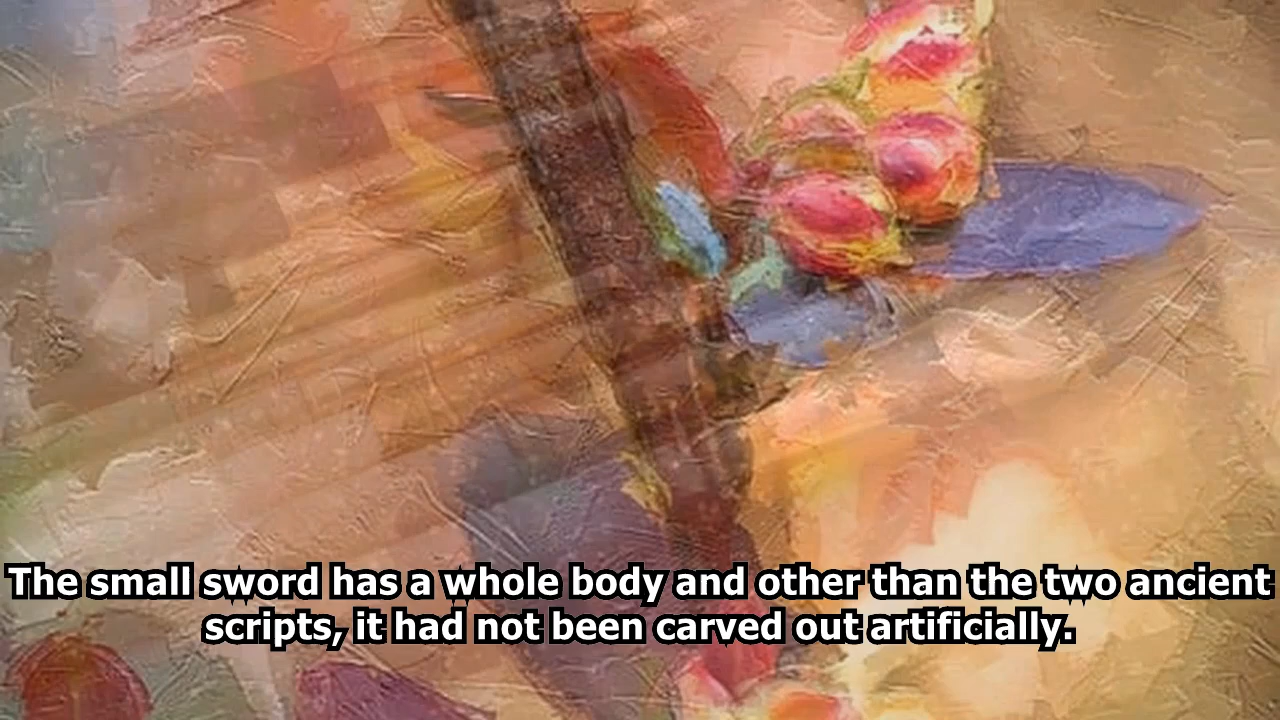 The small sword has a whole body and other than the two ancient
scripts, it had not been carved out artificially.